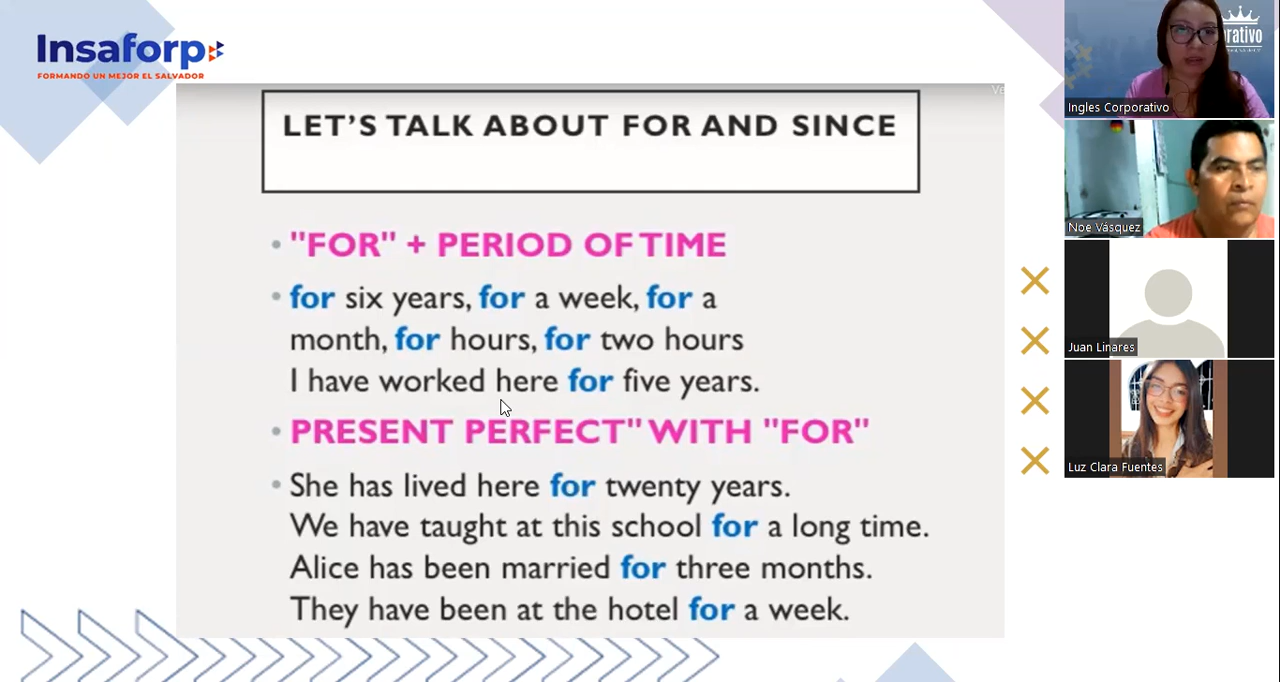 Insaforp
FORMANDO UN MEJOR EL SALVADOR
LET'S TALK ABOUT FOR AND SINCE
• "FOR" + PERIOD OF TIME
• for six years, for a week, for a
month, for hours, for two hours
I have worked here for five years.
• PRESENT PERFECT" WITH "FOR"
• She has lived here for twenty years.
We have taught at this school for a long time.
Alice has been married for three months.
They have been at the hotel for a week.
Ingles Corporativo
Noe Vásquez
Juan Linares
Luz Clara Fuentes